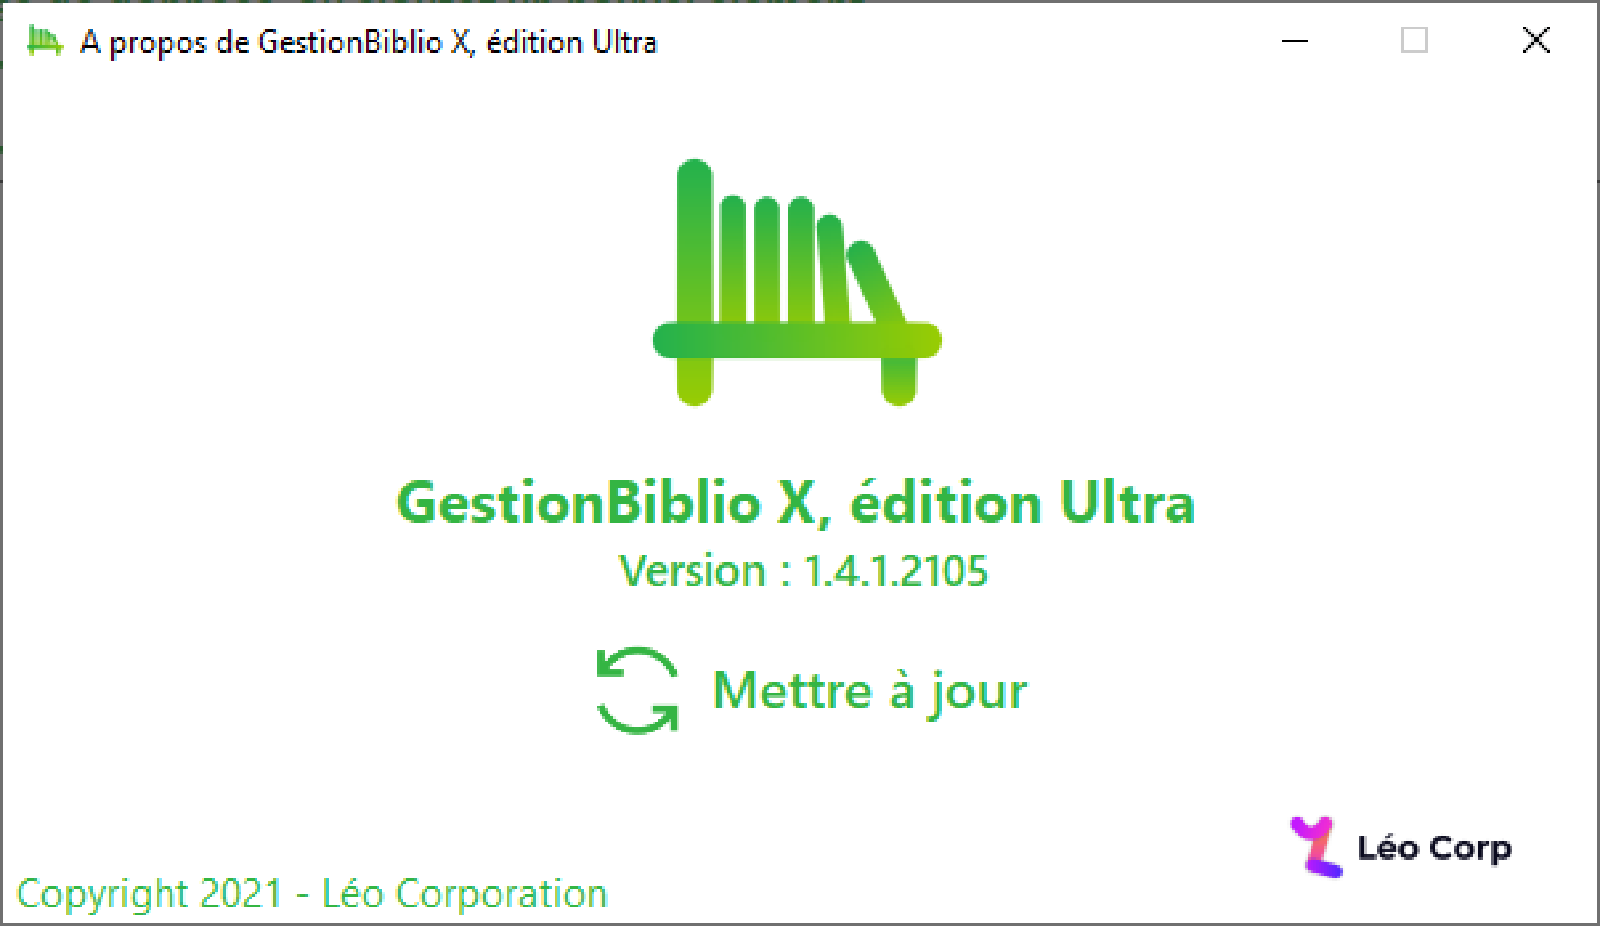 A propos de GestionBiblio X, édition Ultra
GestionBiblio X, édition Ultra
Version : 1.4.1.2105
Mettre à jour
Léo Corp
Copyright 2021 - Léo Corporation